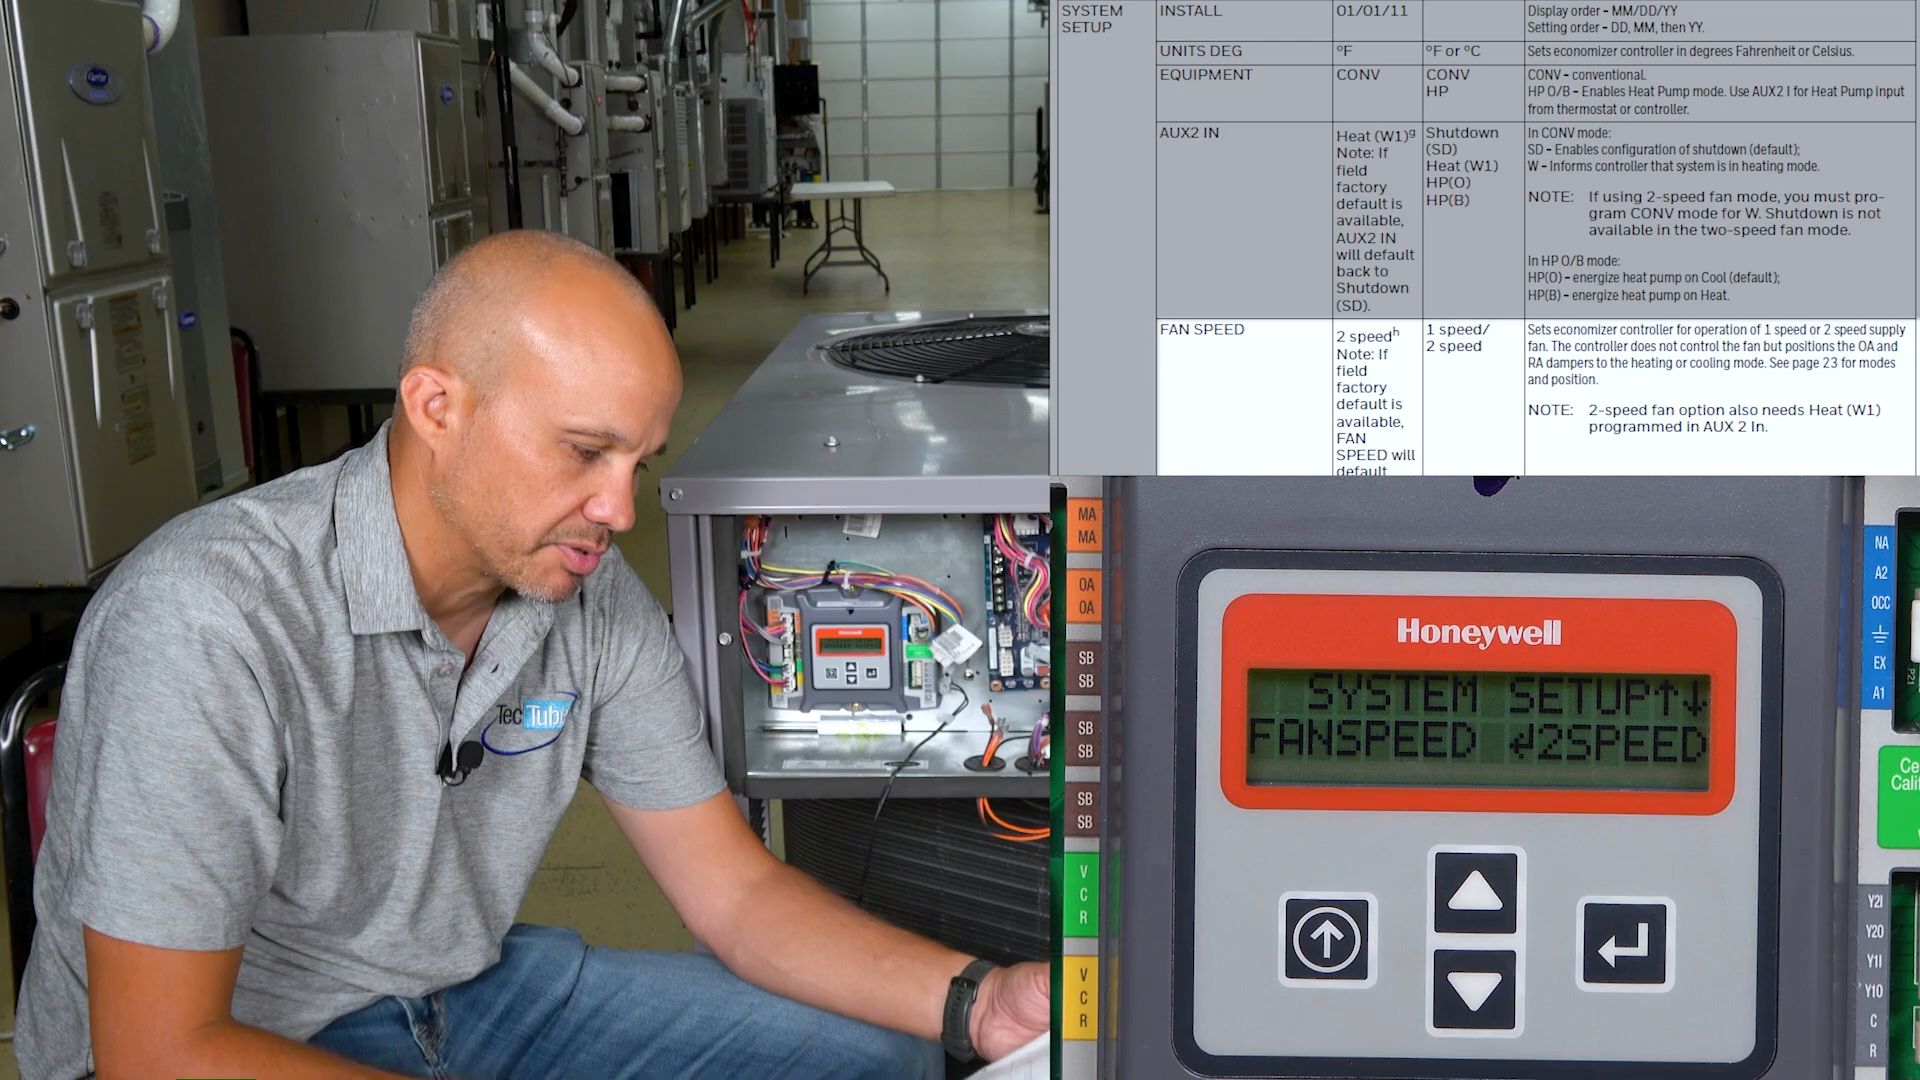 SYSTEM
SETUP
INSTALL
01/01/11
Display order – MM/DD/YY
Setting order – DD, MM, then YY.
UNITS DEG
°F
°F or °C
Sets economizer controller in degrees Fahrenheit or Celsius.
EQUIPMENT
CONV
CONV
HP
CONV – conventional.
HP O/B – Enables Heat Pump mode. Use AUX2 I for Heat Pump input
from thermostat or controller.
AUX2 IN
Heat (W1)g
Note: If
field
factory
default is
available,
AUX2 IN
will default
back to
Shutdown
(SD).
Shutdown
(SD)
Heat (W1)
HP(O)
HP(B)
In CONV mode:
SD – Enables configuration of shutdown (default);
W – Informs controller that system is in heating mode.
NOTE: If using 2-speed fan mode, you must pro-
gram CONV mode for W. Shutdown is not
available in the two-speed fan mode.
In HP O/B mode:
HP(O) – energize heat pump on Cool (default);
HP(B) – energize heat pump on Heat.
FAN SPEED
2 speedh
Note: If
field
factory
default is
available,
FAN
SPEED will
default
1 speed/
2 speed
Sets economizer controller for operation of 1 speed or 2 speed supply
fan. The controller does not control the fan but positions the OA and
RA dampers to the heating or cooling mode. See page 23 for modes
and position.
NOTE: 2-speed fan option also needs Heat (W1)
programmed in AUX 2 In.
TecTube
MA
MA
OA
OA
SB
SB
SB
SB
SB
SB
V
C
R
V
C
R
Honeywell
SYSTEM SETUP↑↓
FANSPEED ↲2SPEED
NA
A2
OCC
EX
A1
P21
Y2I
Y2O
Y1I
Y1O
C
R